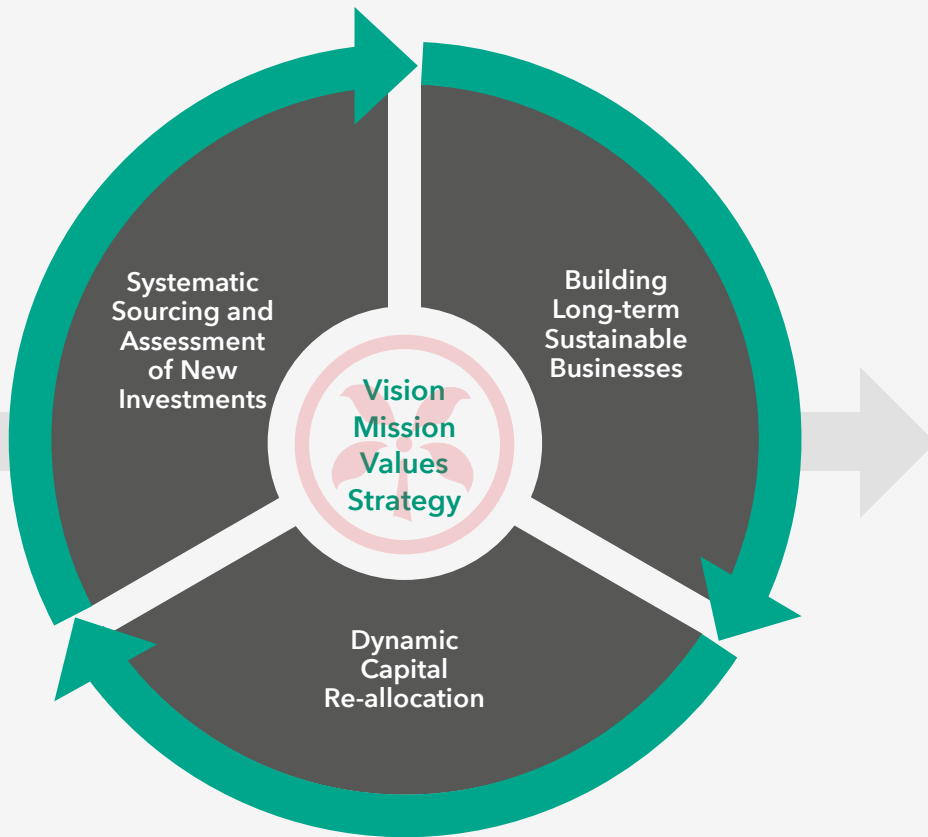 Systematic
Sourcing and
Assessment
of New
Investments
Building
Long-term
Sustainable
Businesses
Vision
Mission
Values
Strategy
Dynamic
Capital
Re-allocation